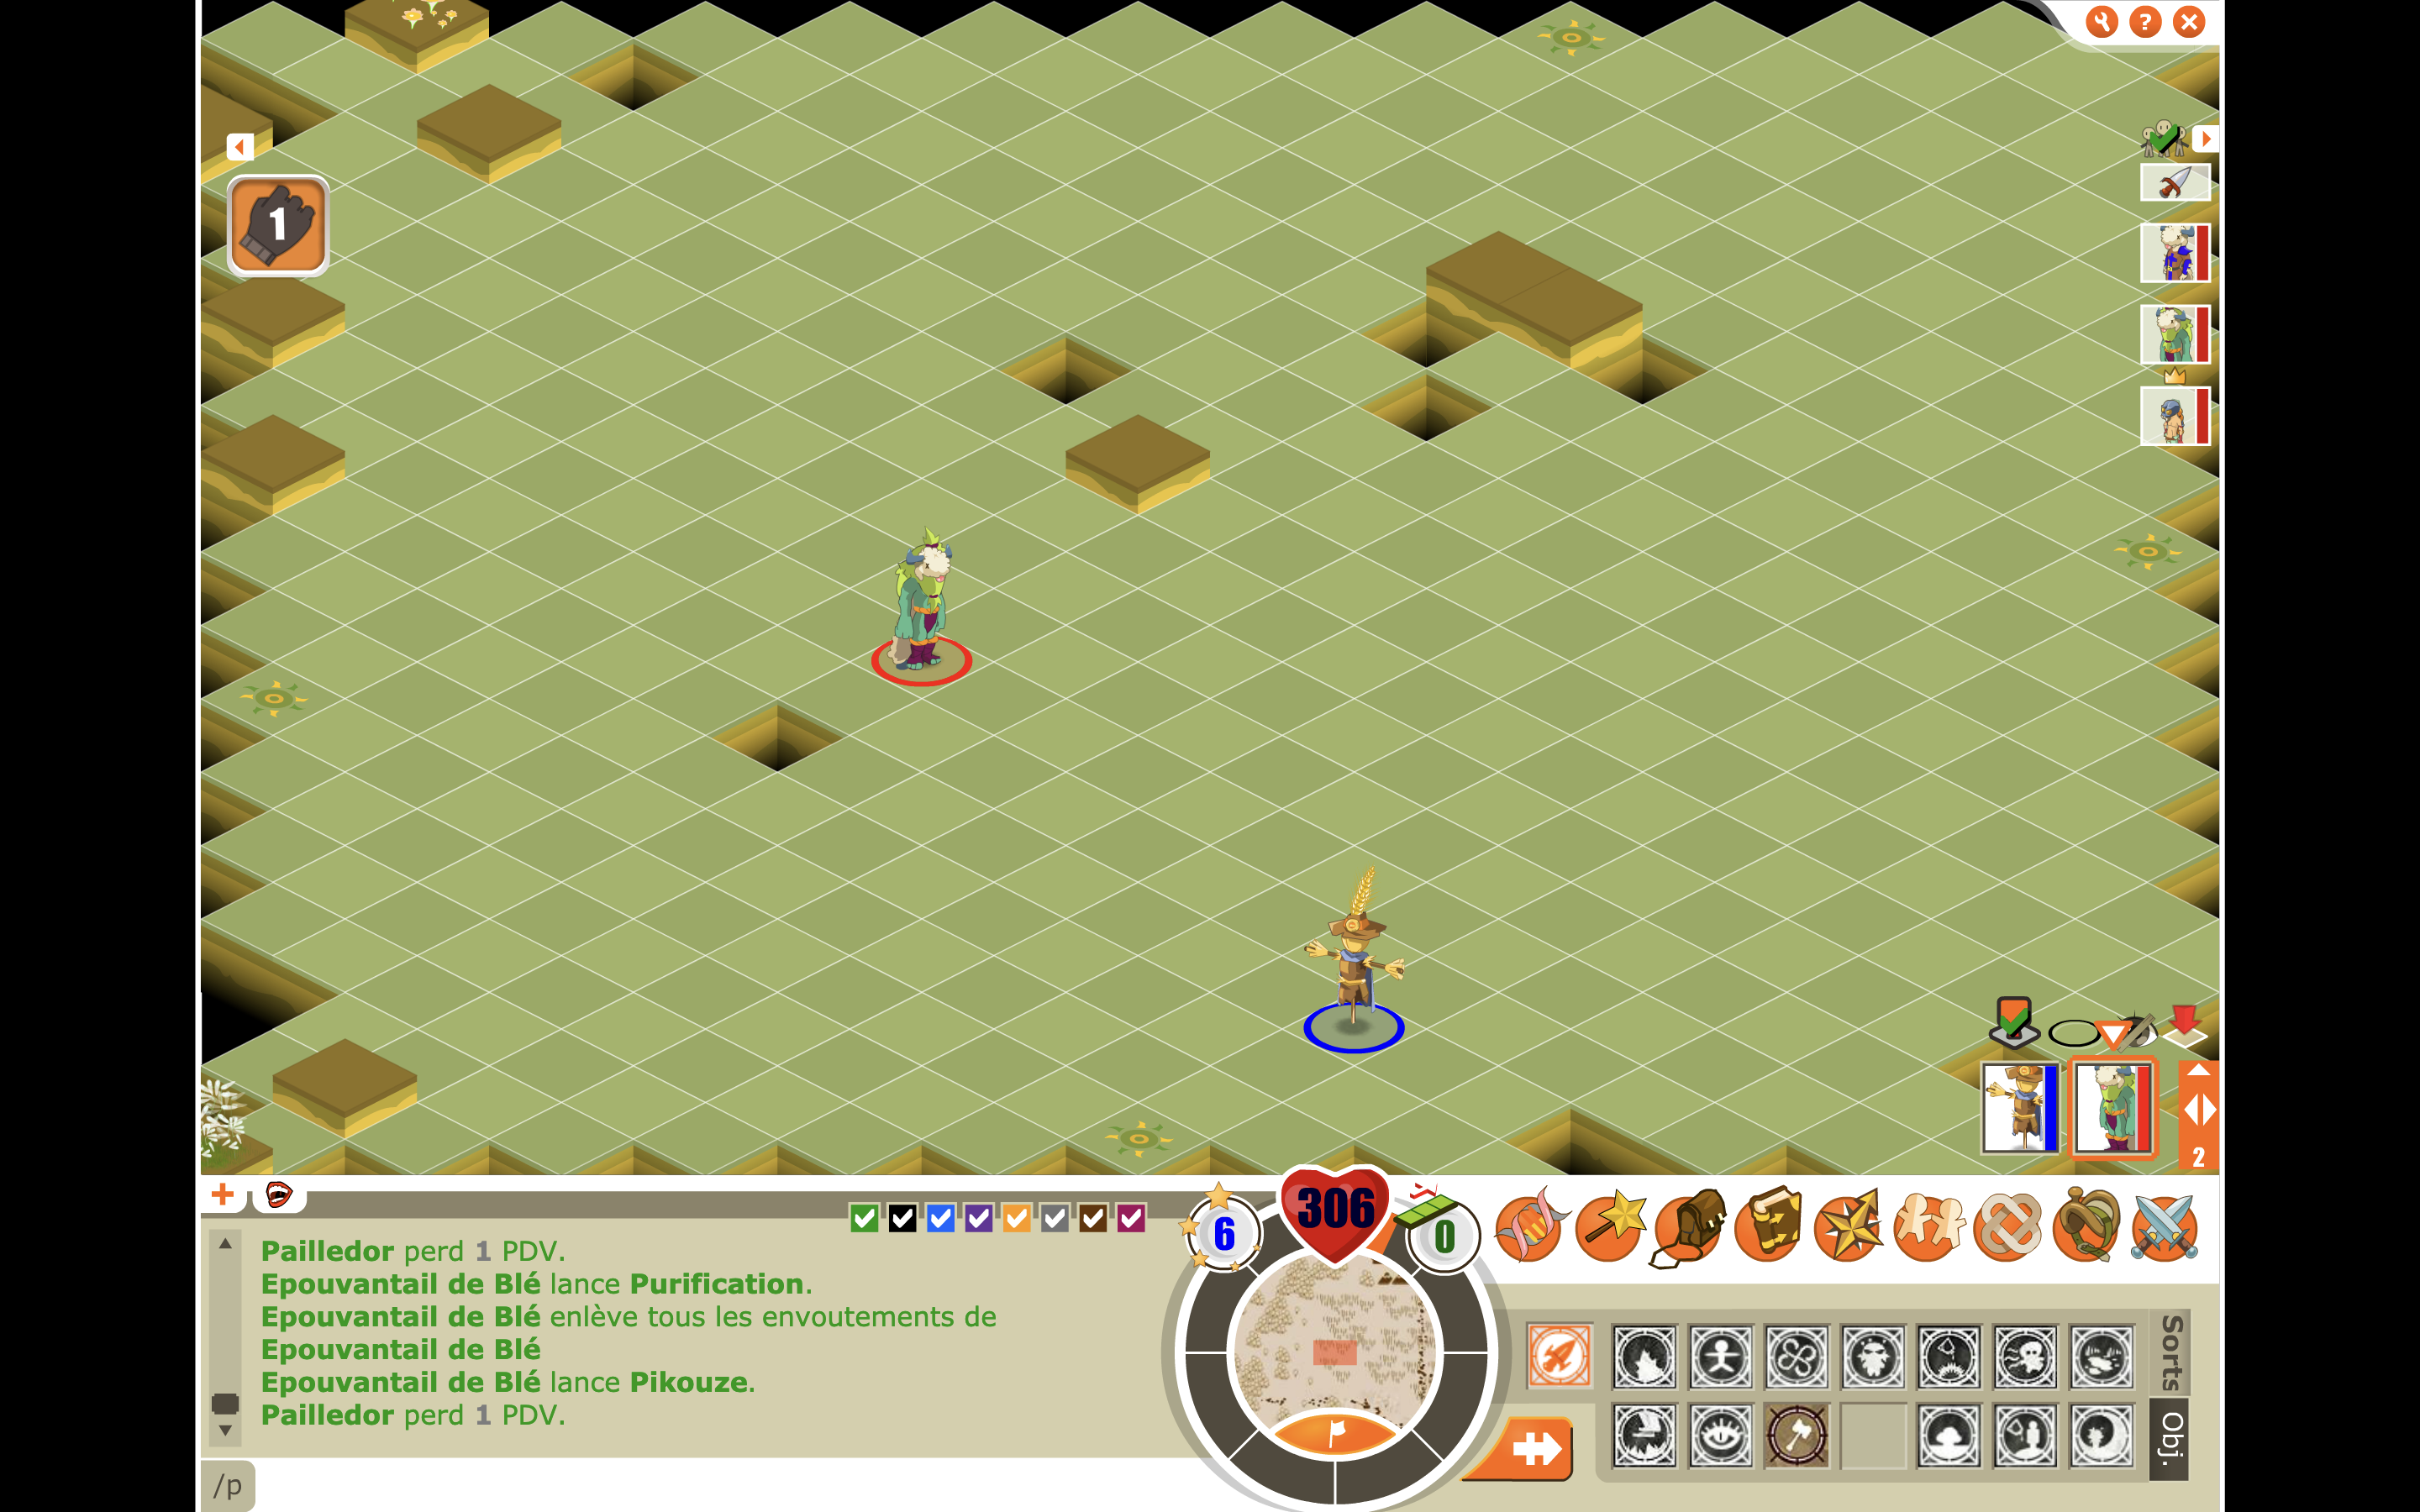 ?
1
2
6
306
0
Pailledor perd 1 PDV.
Epouvantail de Blé lance Purification.
Epouvantail de Blé enlève tous les envoutements de
Epouvantail de Blé
Epouvantail de Blé lance Pikouze.
Pailledor perd 1 PDV.
Sorts
Obj.
/p